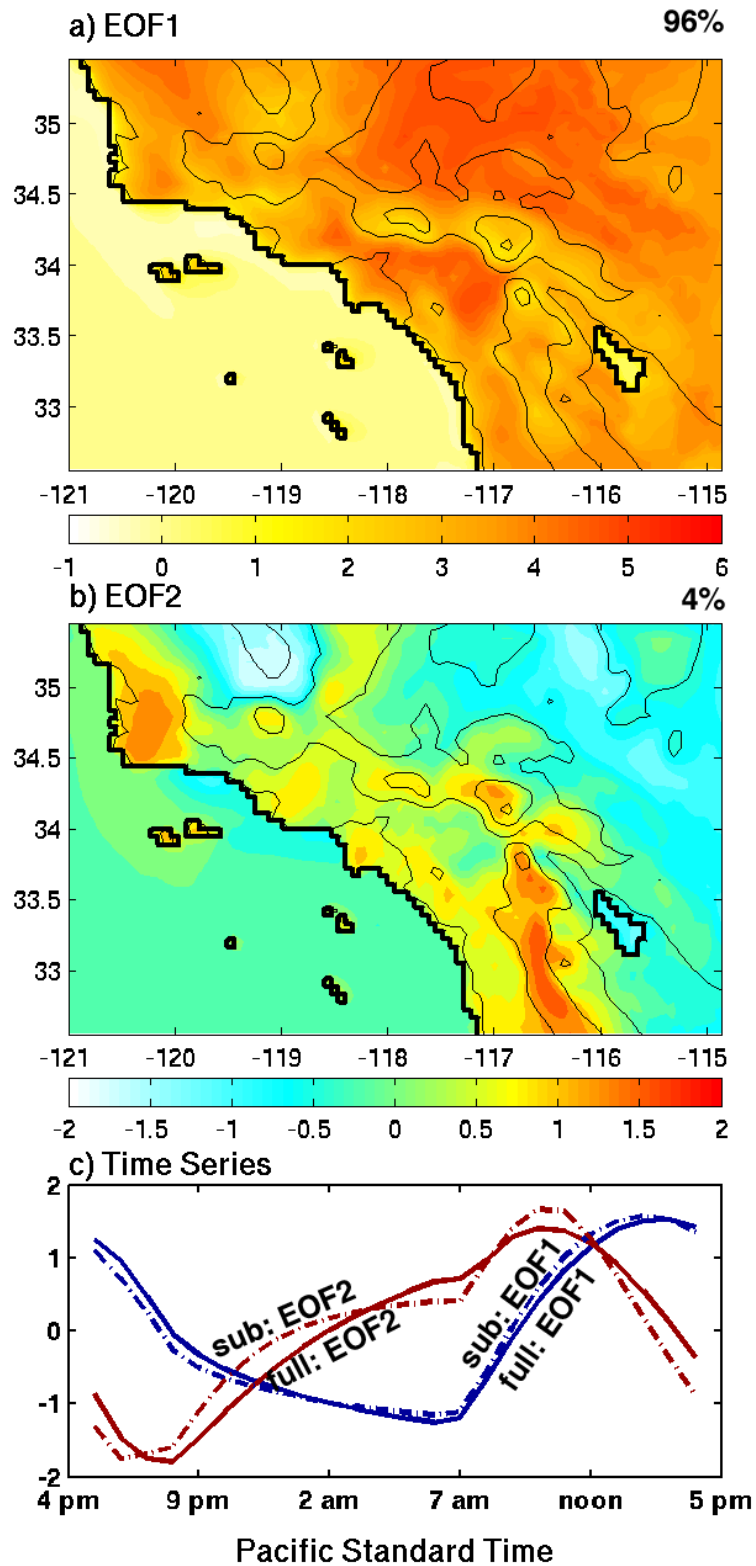 a) EOF1 96%
35
34.5
34
33.5
33
-121 -120 -119 -118 -117 -116 -115
-1 0 1 2 3 4 5 6
b) EOF2 4%
35
34.5
34
33.5
33
-121 -120 -119 -118 -117 -116 -115
-2 -1.5 -1 -0.5 0 0.5 1 1.5 2
c) Time Series
2
1
0
-1
-2
sub: EOF2
full: EOF2
sub: EOF1
full: EOF1
4 pm 9 pm 2 am 7 am noon 5 pm
Pacific Standard Time